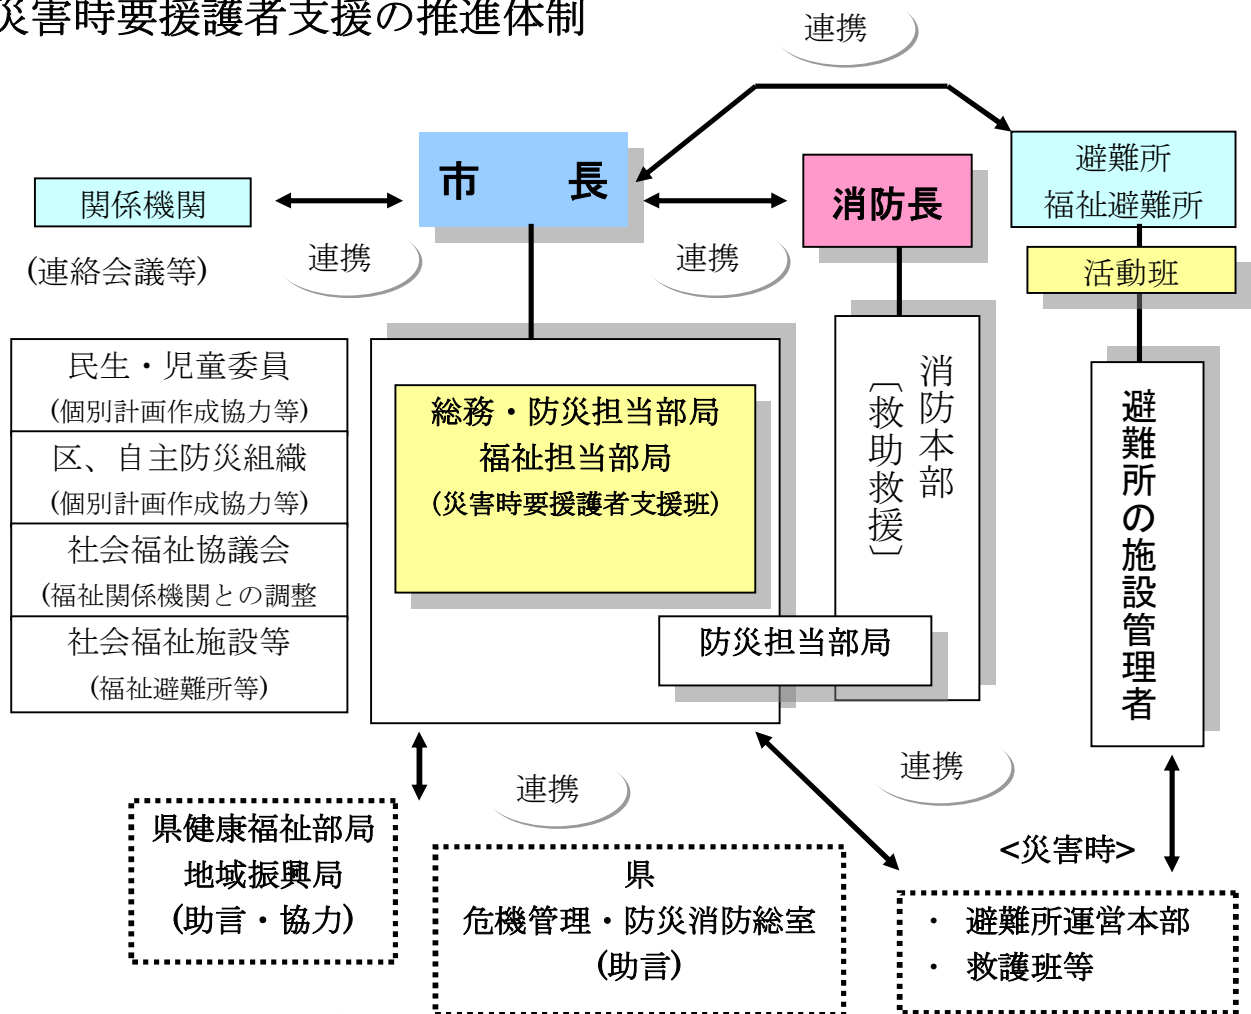 災害時要援護者支援の推進体制
連携
市　　長
消防長
避難所
福祉避難所
関係機関
(連絡会議等)
連携
連携
活動班
民生・児童委員
(個別計画作成協力等)
区、自主防災組織
(個別計画作成協力等)
社会福祉協議会
(福祉関係機関との調整
社会福祉施設等
(福祉避難所等)
総務・防災担当部局
福祉担当部局
(災害時要援護者支援班)
消防本部
〔救助救援〕
防災担当部局
避難所の施設管理者
連携
連携
県健康福祉部局
地域振興局
(助言・協力)
県
危機管理・防災消防総室
(助言)
<災害時>
・ 避難所運営本部
・ 救護班等